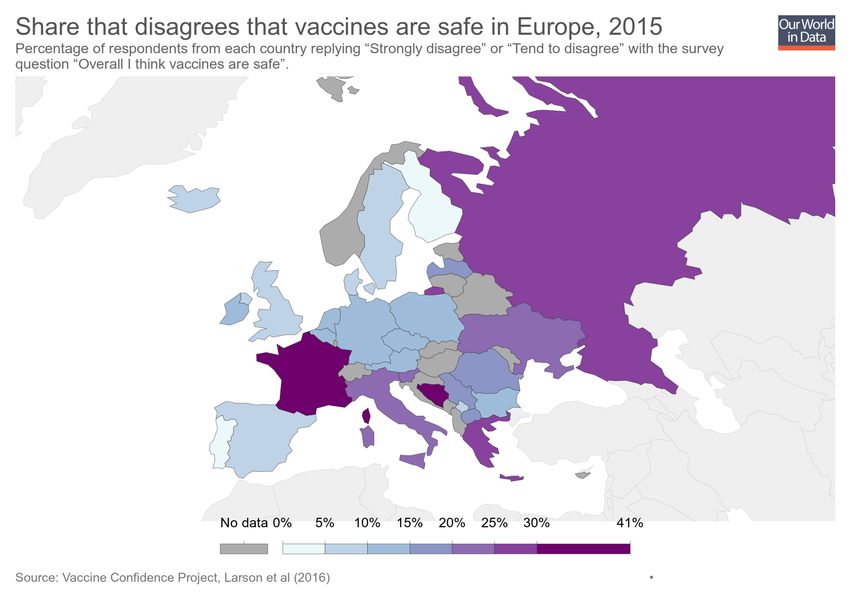 Share that disagrees that vaccines are safe in Europe, 2015
Our World
in Data
Percentage of respondents from each country replying “Strongly disagree” or “Tend to disagree” with the survey
question “Overall I think vaccines are safe”.
No data 0% 5% 10% 15% 20% 25% 30% 41%
Source: Vaccine Confidence Project, Larson et al (2016)